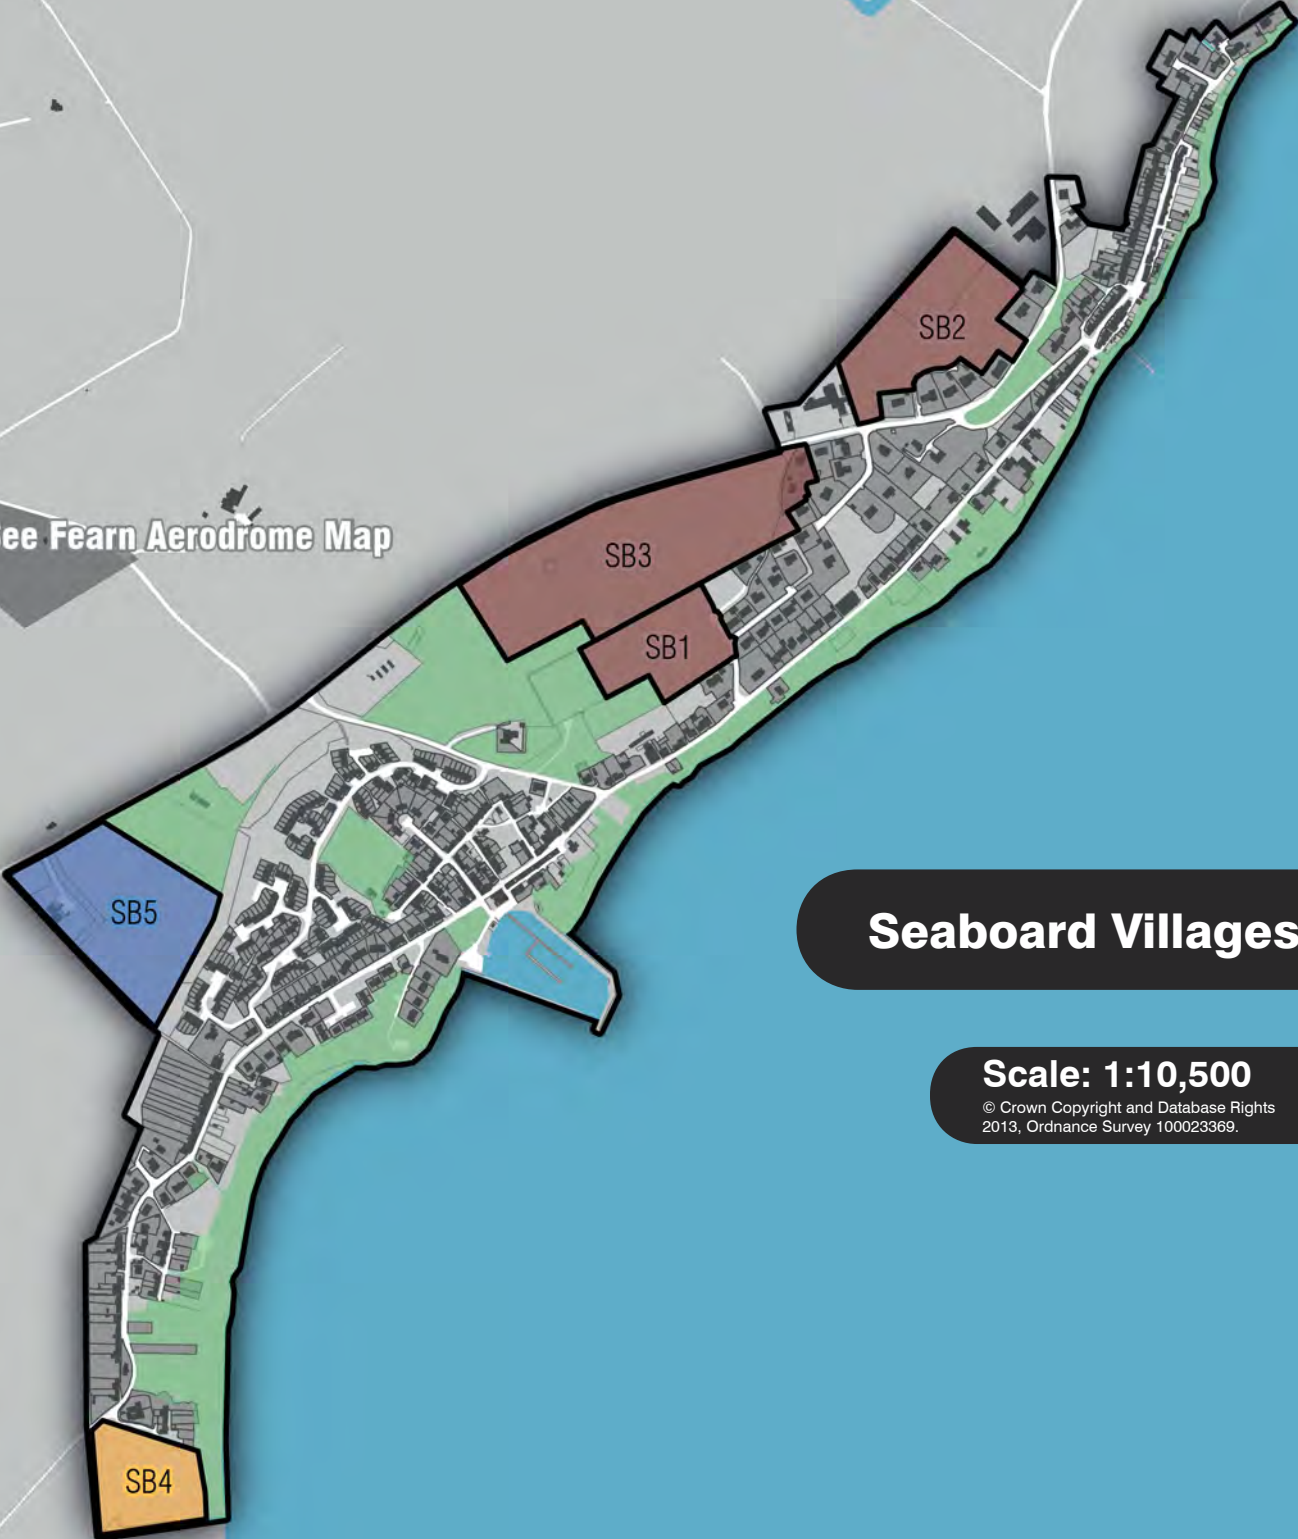 SB2
ee Fearn Aerodrome Map
SB3
SB1
SB5
Seaboard Villages
Scale: 1:10,500
© Crown Copyright and Database Rights
2013, Ordnance Survey 100023369.
SB4